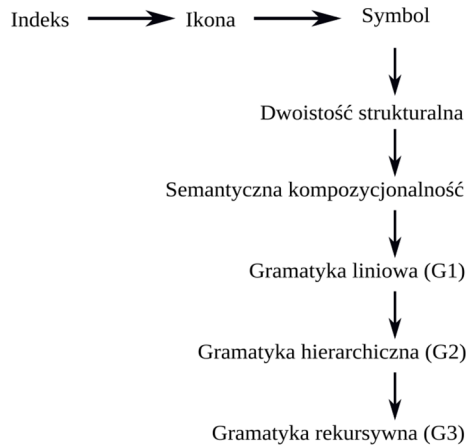 Indeks Ikona Symbol
Dwoistość strukturalna
Semantyczna kompozycjonalność
Gramatyka liniowa (G1)
Gramatyka hierarchiczna (G2)
Gramatyka rekursywna (G3)